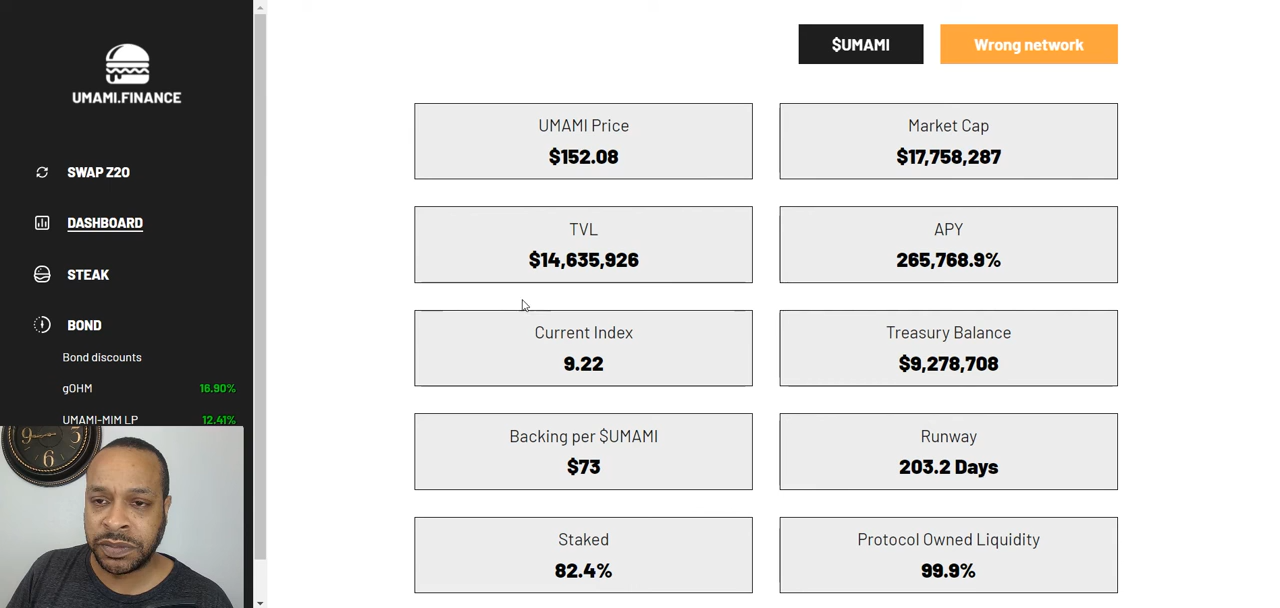 $UMAMI
Wrong network
UMAMI.FINANCE
SWAP Z2O
DASHBOARD
STEAK
BOND
Bond discounts
gOHM 16.90%
UMAMI-MIM LP 12.41%
UMAMI Price
$152.08
Market Cap
$17,758,287
TVL
$14,635,926
APY
265,768.9%
Current Index
9.22
Treasury Balance
$9,278,708
Backing per $UMAMI
$73
Runway
203.2 Days
Staked
82.4%
Protocol Owned Liquidity
99.9%